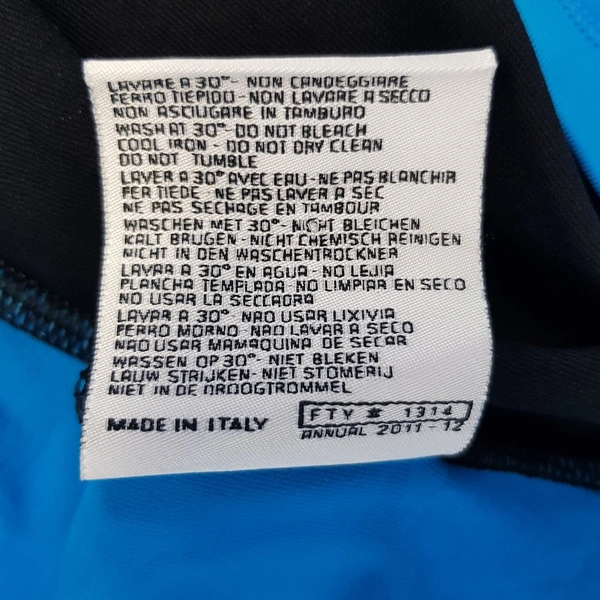 LAVARE A 30°- NON CANDEGGIARE
FERRO TIEPIDO - NON LAVARE A SECCO
NON ASCIUGARE IN TAMBURO
WASH AT 30°- DO NOT BLEACH
COOL IRON - DO NOT DRY CLEAN
DO NOT TUMBLE
LAVER A 30° AVEC EAU - NE PAS BLANCHIR
FER TIEDE - NE PAS LAVER A SEC
NE PAS SECHAGE EN TAMBOUR
WASCHEN MET 30°- NICHT BLEICHEN
KALT BRUGEN - NICHT CHEMISCH REINIGEN
NICHT IN DEN WASCHENTROCKNER
LAVAR A 30° EN AGUA - NO LEJIA
PLANCHA TEMPLADA - NO LIMPIAR EN SECO
NO USAR LA SECCADRA
LAVAR A 30°- NAO USAR LIXIVIA
FERRO MORNO - NAO LAVAR A SECO
NAO USAR MAMAQUINA DE SECAR
WASSEN OP 30°- NIET BLEKEN
LAUW STRIJKEN - NIET STOMERIJ
NIET IN DE DROOGTROMMEL
MADE IN ITALY
FTY # 1314
ANNUAL 2011 - 12